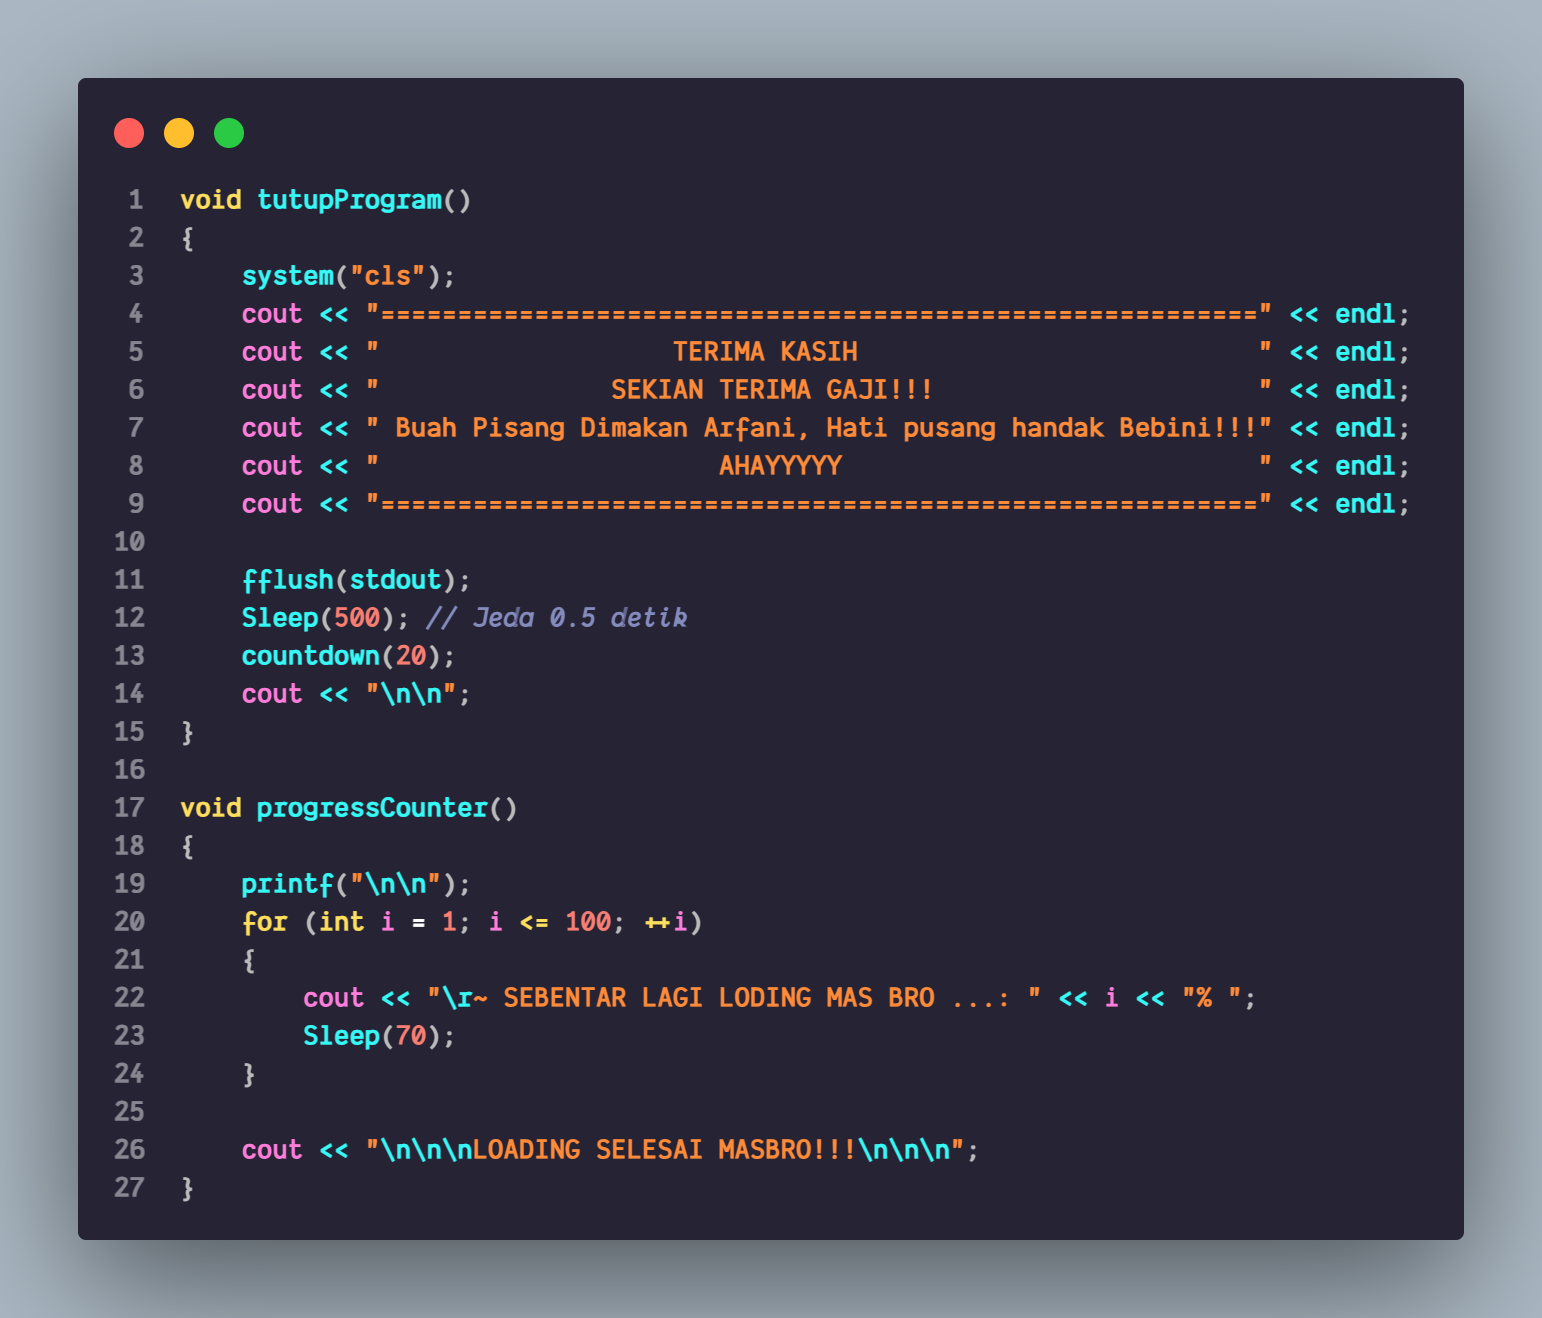 1 void tutupProgram()
2 {
3     system("cls");
4     cout << "=========================================================" << endl;
5     cout << "                   TERIMA KASIH                          " << endl;
6     cout << "               SEKIAN TERIMA GAJI!!!                     " << endl;
7     cout << " Buah Pisang Dimakan Arfani, Hati pusang handak Bebini!!!" << endl;
8     cout << "                      AHAYYYYY                           " << endl;
9     cout << "=========================================================" << endl;
10
11     fflush(stdout);
12     Sleep(500); // Jeda 0.5 detik
13     countdown(20);
14     cout << "\n\n";
15 }
16
17 void progressCounter()
18 {
19     printf("\n\n");
20     for (int i = 1; i <= 100; ++i)
21     {
22         cout << "\r~ SEBENTAR LAGI LODING MAS BRO ...: " << i << "% ";
23         Sleep(70);
24     }
25
26     cout << "\n\n\nLOADING SELESAI MASBRO!!!\n\n\n";
27 }